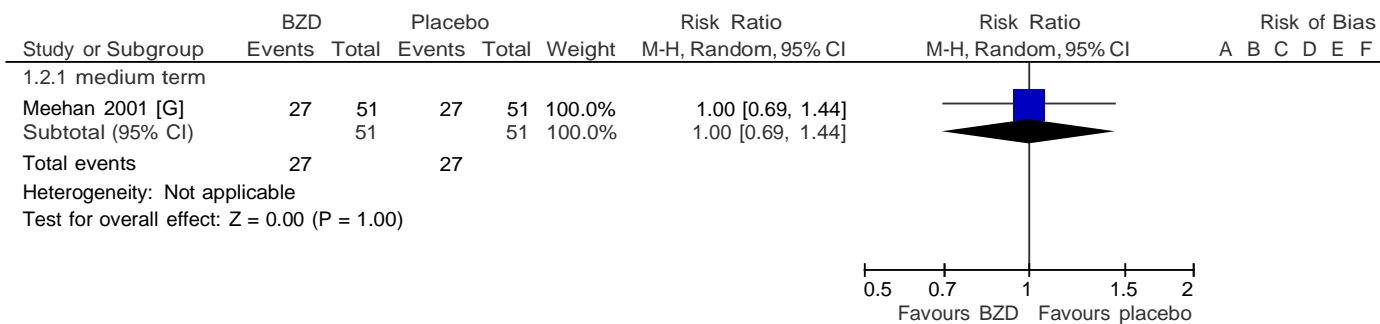 BZD Placebo Risk Ratio Risk Ratio Risk of Bias
Study or Subgroup Events Total Events Total Weight M-H, Random, 95% CI M-H, Random, 95% CI A B C D E F
1.2.1 medium term
Meehan 2001 [G] 27 51 27 51 100.0% 1.00 [0.69, 1.44]
Subtotal (95% CI) 51 51 100.0% 1.00 [0.69, 1.44]
Total events 27 27
Heterogeneity: Not applicable
Test for overall effect: Z = 0.00 (P = 1.00)
0.5 0.7 1 1.5 2
Favours BZD Favours placebo